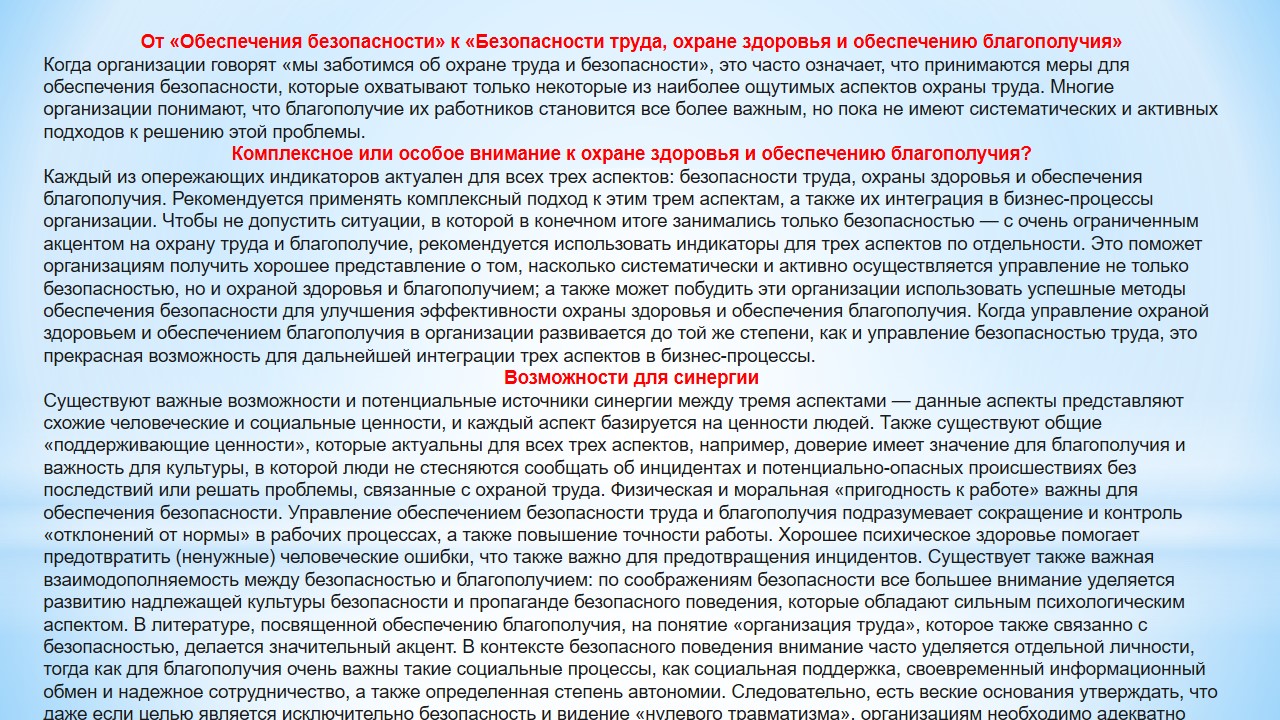 От «Обеспечения безопасности» к «Безопасности труда, охране здоровья и обеспечению благополучия»
Когда организации говорят «мы заботимся об охране труда и безопасности», это часто означает, что принимаются меры для
обеспечения безопасности, которые охватывают только некоторые из наиболее ощутимых аспектов охраны труда. Многие
организации понимают, что благополучие их работников становится все более важным, но пока не имеют систематических и активных
подходов к решению этой проблемы.
Комплексное или особое внимание к охране здоровья и обеспечению благополучия?
Каждый из опережающих индикаторов актуален для всех трех аспектов: безопасности труда, охраны здоровья и обеспечения
благополучия. Рекомендуется применять комплексный подход к этим трем аспектам, а также их интеграция в бизнес-процессы
организации. Чтобы не допустить ситуации, в которой в конечном итоге занимались только безопасностью — с очень ограниченным
акцентом на охрану труда и благополучие, рекомендуется использовать индикаторы для трех аспектов по отдельности. Это поможет
организациям получить хорошее представление о том, насколько систематически и активно осуществляется управление не только
безопасностью, но и охраной здоровья и благополучием; а также может побудить эти организации использовать успешные методы
обеспечения безопасности для улучшения эффективности охраны здоровья и обеспечения благополучия. Когда управление охраной
здоровьем и обеспечением благополучия в организации развивается до той же степени, как и управление безопасностью труда, это
прекрасная возможность для дальнейшей интеграции трех аспектов в бизнес-процессы.
Возможности для синергии
Существуют важные возможности и потенциальные источники синергии между тремя аспектами — данные аспекты представляют
схожие человеческие и социальные ценности, и каждый аспект базируется на ценности людей. Также существуют общие
«поддерживающие ценности», которые актуальны для всех трех аспектов, например, доверие имеет значение для благополучия и
важность для культуры, в которой люди не стесняются сообщать об инцидентах и потенциально-опасных происшествиях без
последствий или решать проблемы, связанные с охраной труда. Физическая и моральная «пригодность к работе» важны для
обеспечения безопасности. Управление обеспечением безопасности труда и благополучия подразумевает сокращение и контроль
«отклонений от нормы» в рабочих процессах, а также повышение точности работы. Хорошее психическое здоровье помогает
предотвратить (ненужные) человеческие ошибки, что также важно для предотвращения инцидентов. Существует также важная
взаимодополняемость между безопасностью и благополучием: по соображениям безопасности все большее внимание уделяется
развитию надлежащей культуры безопасности и пропаганде безопасного поведения, которые обладают сильным психологическим
аспектом. В литературе, посвященной обеспечению благополучия, на понятие «организация труда», которое также связанно с
безопасностью, делается значительный акцент. В контексте безопасного поведения внимание часто уделяется отдельной личности,
тогда как для благополучия очень важны такие социальные процессы, как социальная поддержка, своевременный информационный
обмен и надежное сотрудничество, а также определенная степень автономии. Следовательно, есть веские основания утверждать, что
даже если целью является исключительно безопасность и видение «нулевого травматизма», организациям необходимо адекватно